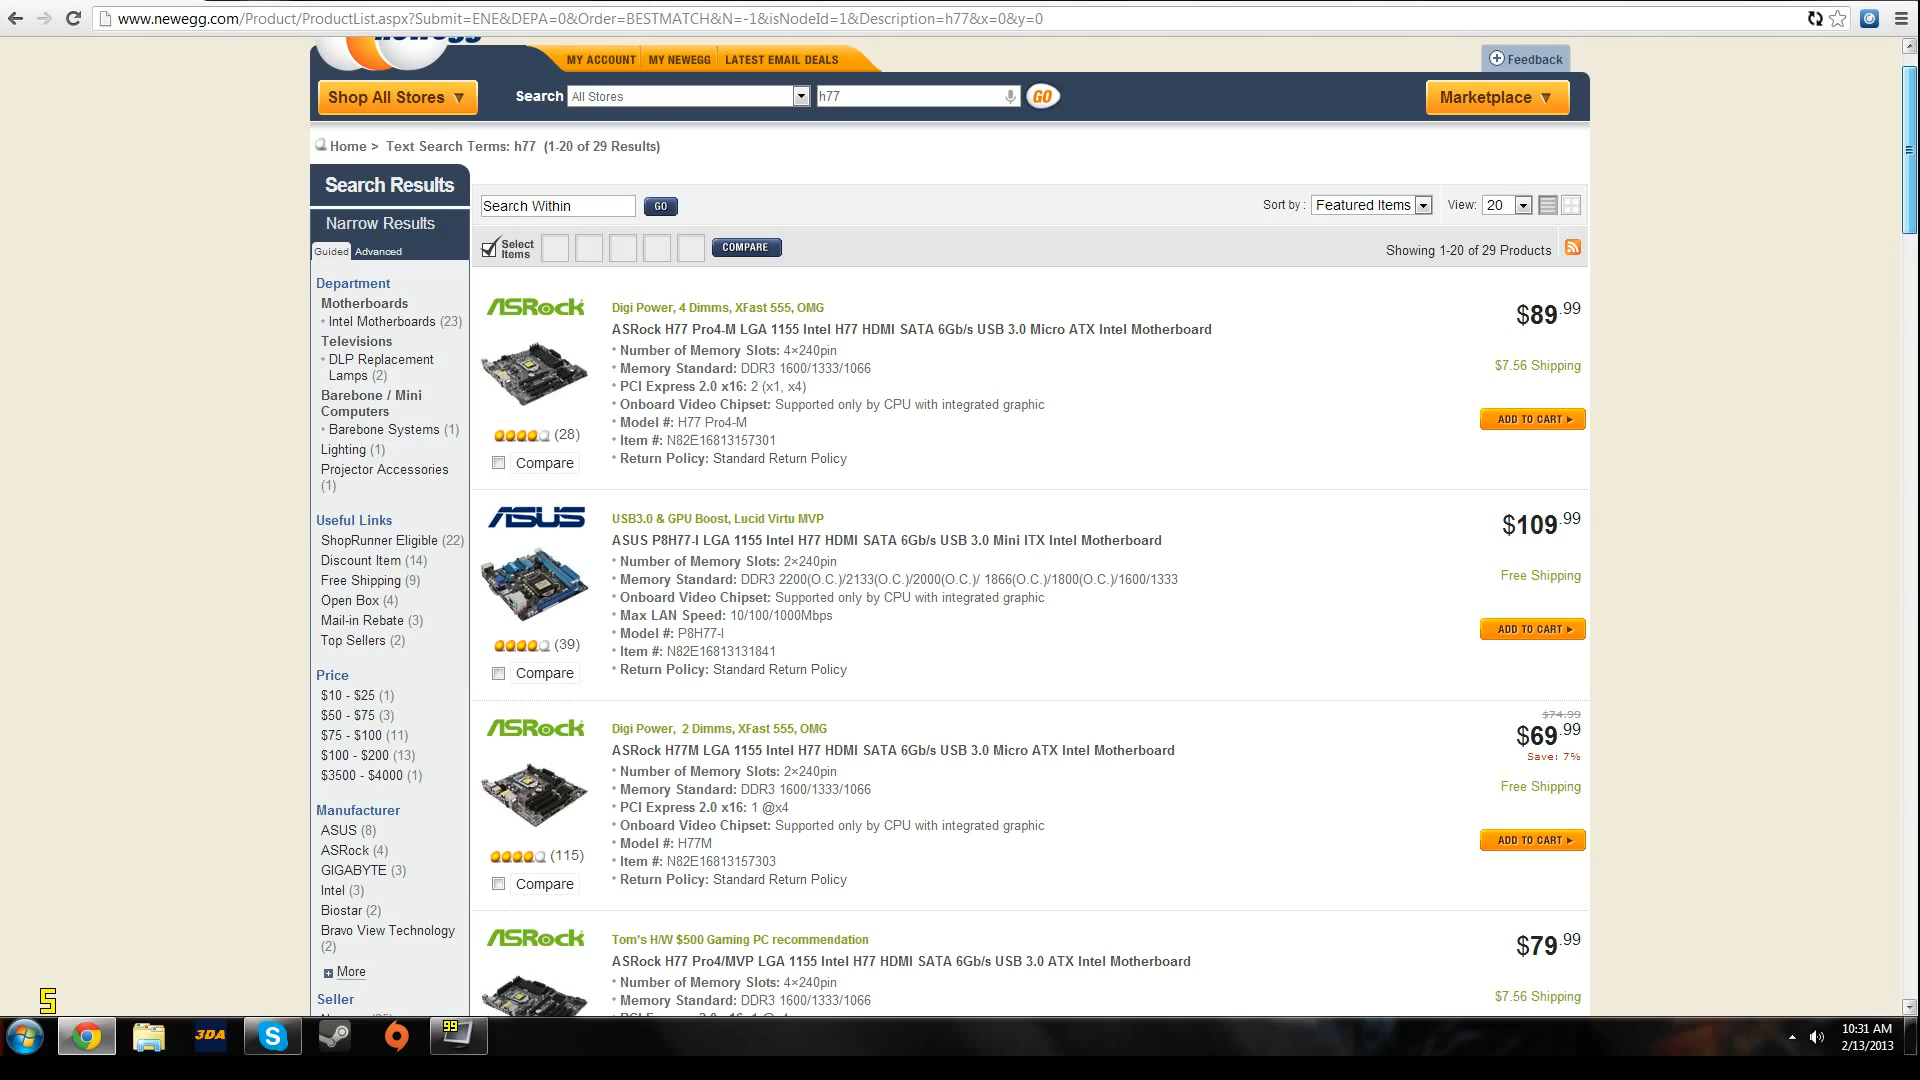 www.newegg.com/Product/ProductList.aspx?Submit=ENE&DEPA=0&Order=BESTMATCH&N=-1&isNodeId=1&Description=h77&x=0&y=0
newegg
MY ACCOUNT MY NEWEGG LATEST EMAIL DEALS
Feedback
Shop All Stores ▼ Search All Stores h77 GO Marketplace ▼
Home > Text Search Terms: h77 (1-20 of 29 Results)
Search Results
Narrow Results
Guided Advanced
Department
Motherboards
Intel Motherboards (23)
Televisions
DLP Replacement
Lamps (2)
Barebone / Mini
Computers
Barebone Systems (1)
Lighting (1)
Projector Accessories
(1)
Useful Links
ShopRunner Eligible (22)
Discount Item (14)
Free Shipping (9)
Open Box (4)
Mail-in Rebate (3)
Top Sellers (2)
Price
$10 - $25 (1)
$50 - $75 (3)
$75 - $100 (11)
$100 - $200 (13)
$3500 - $4000 (1)
Manufacturer
ASUS (8)
ASRock (4)
GIGABYTE (3)
Intel (3)
Biostar (2)
Bravo View Technology
(2)
More
Seller
Search Within GO Sort by : Featured Items View: 20
Select
Items
COMPARE Showing 1-20 of 29 Products
ASRock
Digi Power, 4 Dimms, XFast 555, OMG
ASRock H77 Pro4-M LGA 1155 Intel H77 HDMI SATA 6Gb/s USB 3.0 Micro ATX Intel Motherboard
Number of Memory Slots: 4×240pin
Memory Standard: DDR3 1600/1333/1066
PCI Express 2.0 x16: 2 (x1, x4)
Onboard Video Chipset: Supported only by CPU with integrated graphic
Model #: H77 Pro4-M
Item #: N82E16813157301
Return Policy: Standard Return Policy
(28)
Compare
$89.99
$7.56 Shipping
ADD TO CART
ASUS
USB3.0 & GPU Boost, Lucid Virtu MVP
ASUS P8H77-I LGA 1155 Intel H77 HDMI SATA 6Gb/s USB 3.0 Mini ITX Intel Motherboard
Number of Memory Slots: 2×240pin
Memory Standard: DDR3 2200(O.C.)/2133(O.C.)/2000(O.C.)/ 1866(O.C.)/1800(O.C.)/1600/1333
Onboard Video Chipset: Supported only by CPU with integrated graphic
Max LAN Speed: 10/100/1000Mbps
Model #: P8H77-I
Item #: N82E16813131841
Return Policy: Standard Return Policy
(39)
Compare
$109.99
Free Shipping
ADD TO CART
ASRock
Digi Power, 2 Dimms, XFast 555, OMG
ASRock H77M LGA 1155 Intel H77 HDMI SATA 6Gb/s USB 3.0 Micro ATX Intel Motherboard
Number of Memory Slots: 2×240pin
Memory Standard: DDR3 1600/1333/1066
PCI Express 2.0 x16: 1 @x4
Onboard Video Chipset: Supported only by CPU with integrated graphic
Model #: H77M
Item #: N82E16813157303
Return Policy: Standard Return Policy
(115)
Compare
$74.99
$69.99
Save: 7%
Free Shipping
ADD TO CART
ASRock
Tom's H/W $500 Gaming PC recommendation
ASRock H77 Pro4/MVP LGA 1155 Intel H77 HDMI SATA 6Gb/s USB 3.0 ATX Intel Motherboard
Number of Memory Slots: 4×240pin
Memory Standard: DDR3 1600/1333/1066
$79.99
$7.56 Shipping
5
3DA
99
10:31 AM
2/13/2013